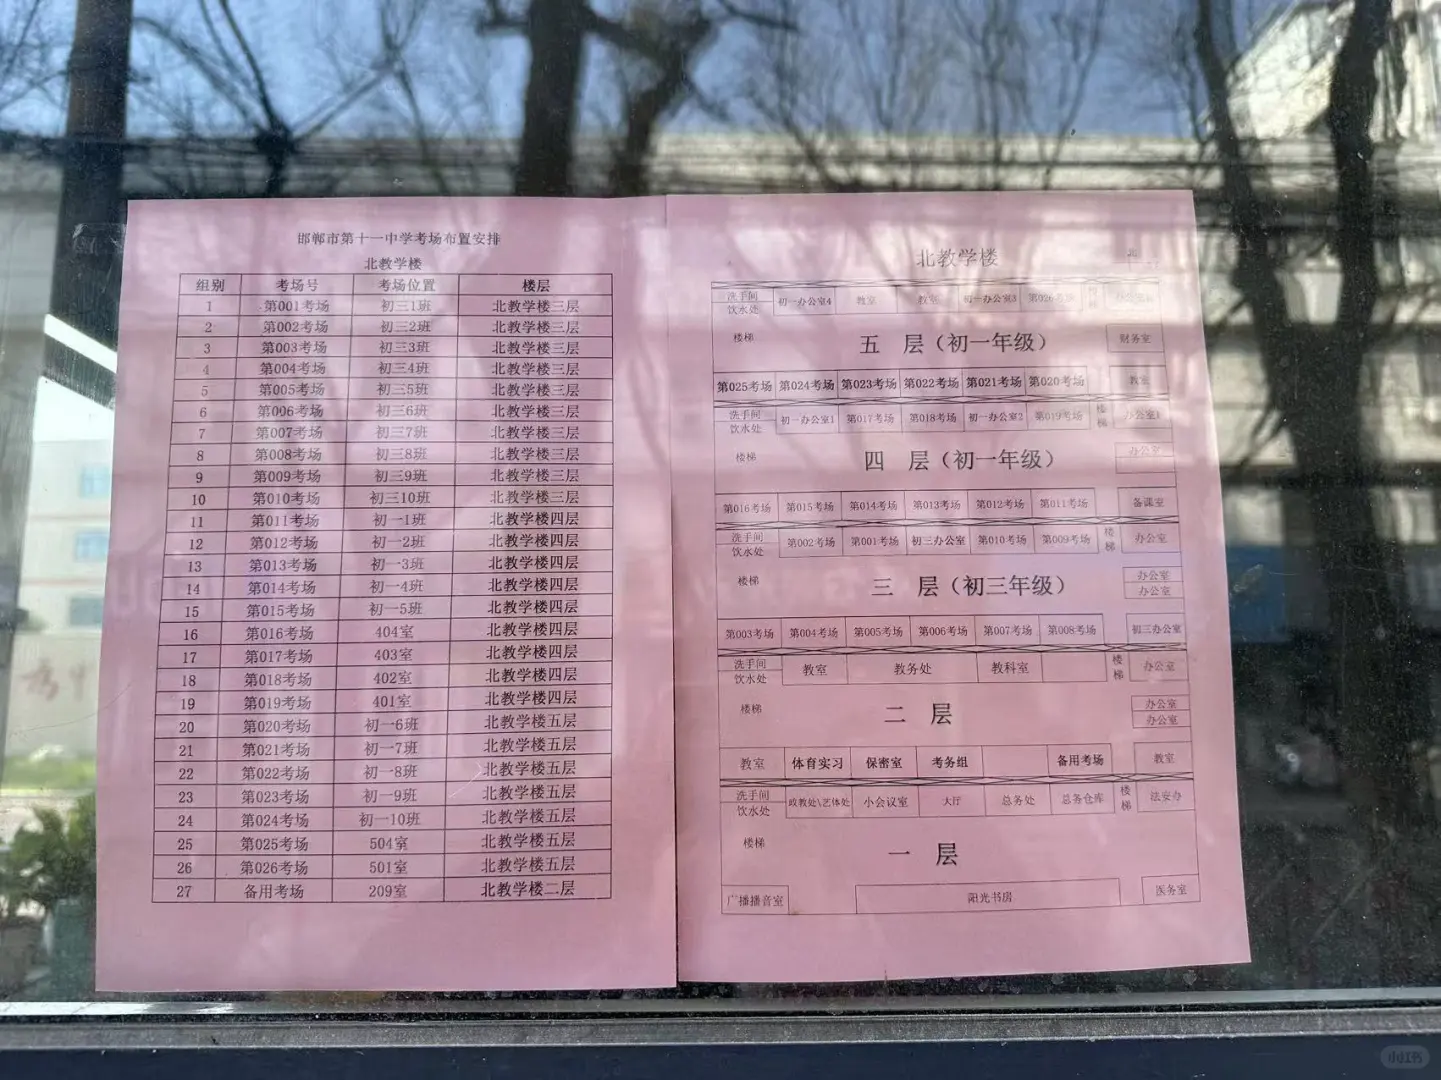 邯郸市第十一中学考场布置安排
北教学楼
组别 考场号 考场位置 楼层
1 第001考场 初三1班 北教学楼三层
2 第002考场 初三2班 北教学楼三层
3 第003考场 初三3班 北教学楼三层
4 第004考场 初三4班 北教学楼三层
5 第005考场 初三5班 北教学楼三层
6 第006考场 初三6班 北教学楼三层
7 第007考场 初三7班 北教学楼三层
8 第008考场 初三8班 北教学楼三层
9 第009考场 初三9班 北教学楼三层
10 第010考场 初三10班 北教学楼三层
11 第011考场 初一1班 北教学楼四层
12 第012考场 初一2班 北教学楼四层
13 第013考场 初一3班 北教学楼四层
14 第014考场 初一4班 北教学楼四层
15 第015考场 初一5班 北教学楼四层
16 第016考场 404室 北教学楼四层
17 第017考场 403室 北教学楼四层
18 第018考场 402室 北教学楼四层
19 第019考场 401室 北教学楼四层
20 第020考场 初一6班 北教学楼五层
21 第021考场 初一7班 北教学楼五层
22 第022考场 初一8班 北教学楼五层
23 第023考场 初一9班 北教学楼五层
24 第024考场 初一10班 北教学楼五层
25 第025考场 504室 北教学楼五层
26 第026考场 501室 北教学楼五层
27 备用考场 209室 北教学楼二层
北教学楼 北
洗手间 饮水处 初一办公室4 教室 教室 初一办公室3 第026考场 办公室
楼梯 五 层（初一年级） 财务室
第025考场 第024考场 第023考场 第022考场 第021考场 第020考场 教室
洗手间 饮水处 初一办公室1 第017考场 第018考场 初一办公室2 第019考场 楼梯 办公室
楼梯 四 层（初一年级） 办公室
第016考场 第015考场 第014考场 第013考场 第012考场 第011考场 备课室
洗手间 饮水处 第002考场 第001考场 初三办公室 第010考场 第009考场 楼梯 办公室
楼梯 三 层（初三年级） 办公室 办公室
第003考场 第004考场 第005考场 第006考场 第007考场 第008考场 初三办公室
洗手间 饮水处 教室 教务处 教科室 楼梯 办公室
楼梯 二 层 办公室 办公室
教室 体育实习 保密室 考务组 备用考场 教室
洗手间 饮水处 政教处\艺体处 小会议室 大厅 总务处 总务仓库 楼梯 法安办
楼梯 一 层
广播播音室 阳光书房 医务室
小红书